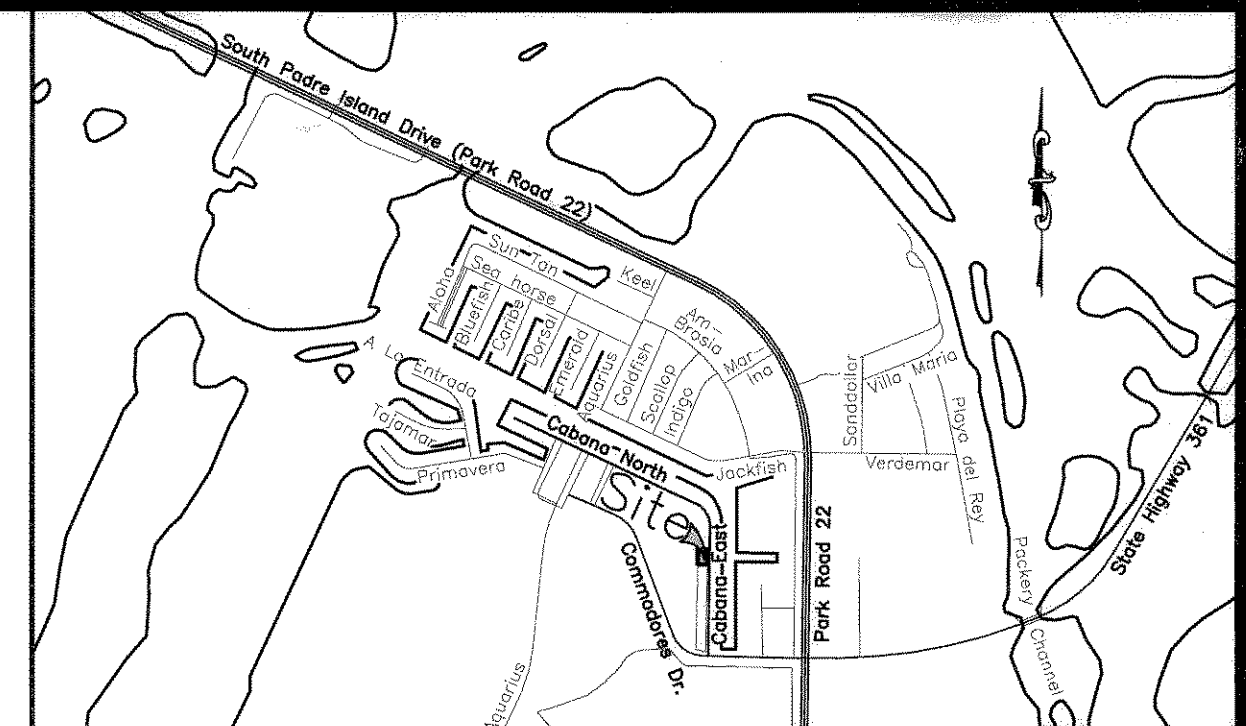 South Padre Island Drive (Park Road 22)
Sun-Tan
Keel
Sea horse
Aloha
Bluefish
Caribe
Dorsal
Emerald
Aquarius
Goldfish
Scallop
Indigo
Am-
Brosia
Mar-
Ina
A La Entrada
Tajamar
Primavera
Cabana-North
Jackfish
Sanddollar
Villa Maria
Verdemar
Playa del Rey
State Highway 361
Site
Cabana-East
Commodores Dr.
Park Road 22
Packery
Channel
Aquarius